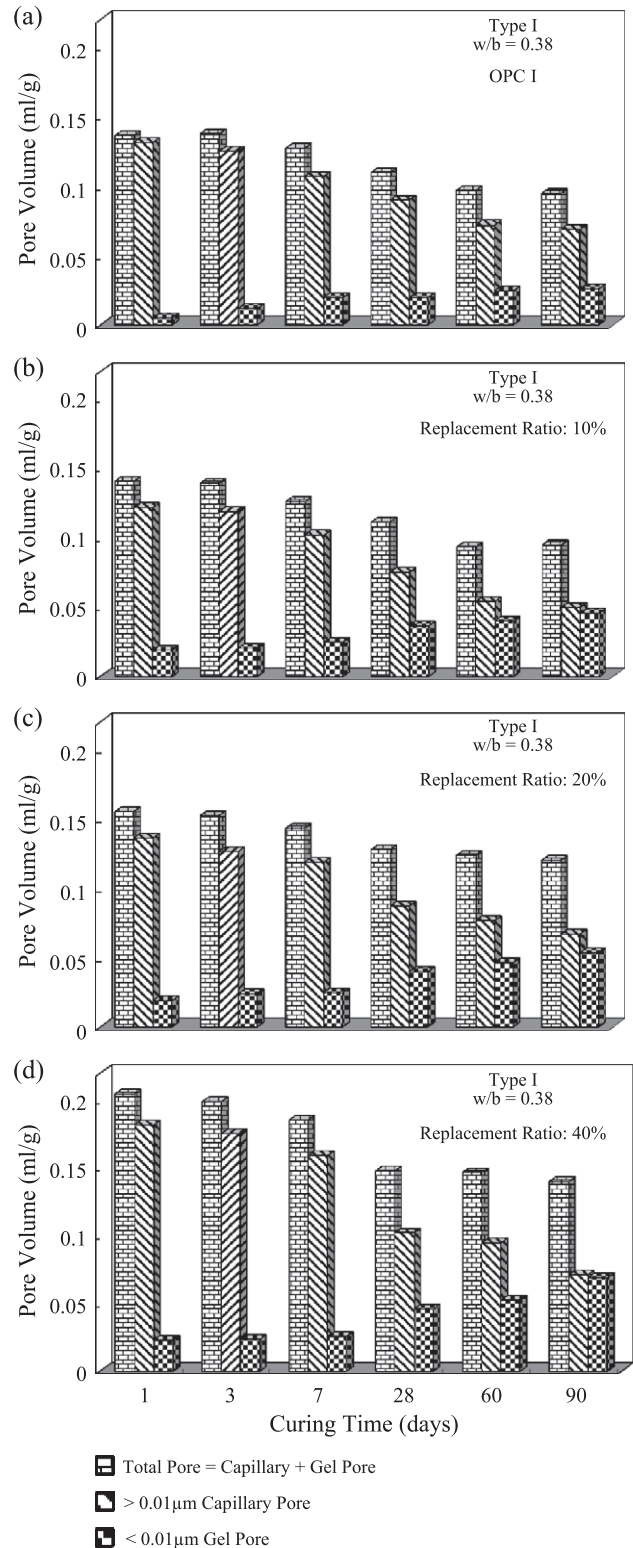 (a)
Type I
w/b = 0.38
OPC I
Pore Volume (ml/g)
0.2
0.15
0.1
0.05
0
(b)
Type I
w/b = 0.38
Replacement Ratio: 10%
Pore Volume (ml/g)
0.2
0.15
0.1
0.05
0
(c)
Type I
w/b = 0.38
Replacement Ratio: 20%
Pore Volume (ml/g)
0.2
0.15
0.1
0.05
0
(d)
Type I
w/b = 0.38
Replacement Ratio: 40%
Pore Volume (ml/g)
0.2
0.15
0.1
0.05
0
1 3 7 28 60 90
Curing Time (days)
Total Pore = Capillary + Gel Pore
> 0.01μm Capillary Pore
< 0.01μm Gel Pore